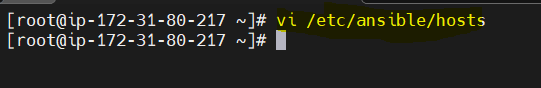 [root@ip-172-31-80-217 ~]# vi /etc/ansible/hosts
[root@ip-172-31-80-217 ~]#